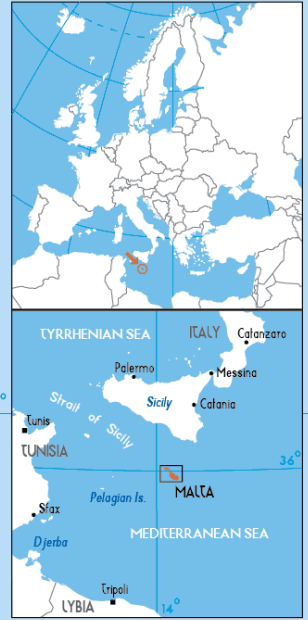 TYRRHENIAN SEA
ITALY
Catanzaro
Palermo
Messina
Sicily
Catania
Strait of Sicily
Tunis
TUNISIA
36°
Pelagian Is.
MALTA
Sfax
MEDITERRANEAN SEA
Djerba
Tripoli
LYBIA
14°